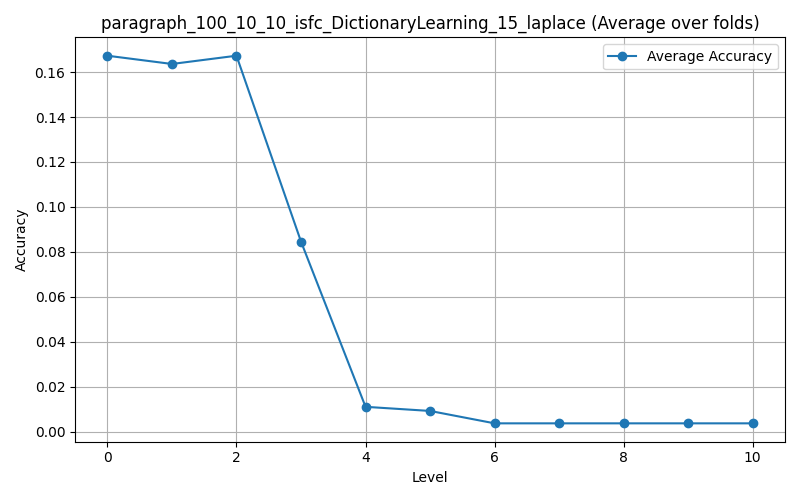 paragraph_100_10_10_isfc_DictionaryLearning_15_laplace (Average over folds)
Average Accuracy
Accuracy
0.16
0.14
0.12
0.10
0.08
0.06
0.04
0.02
0.00
0 2 4 6 8 10
Level